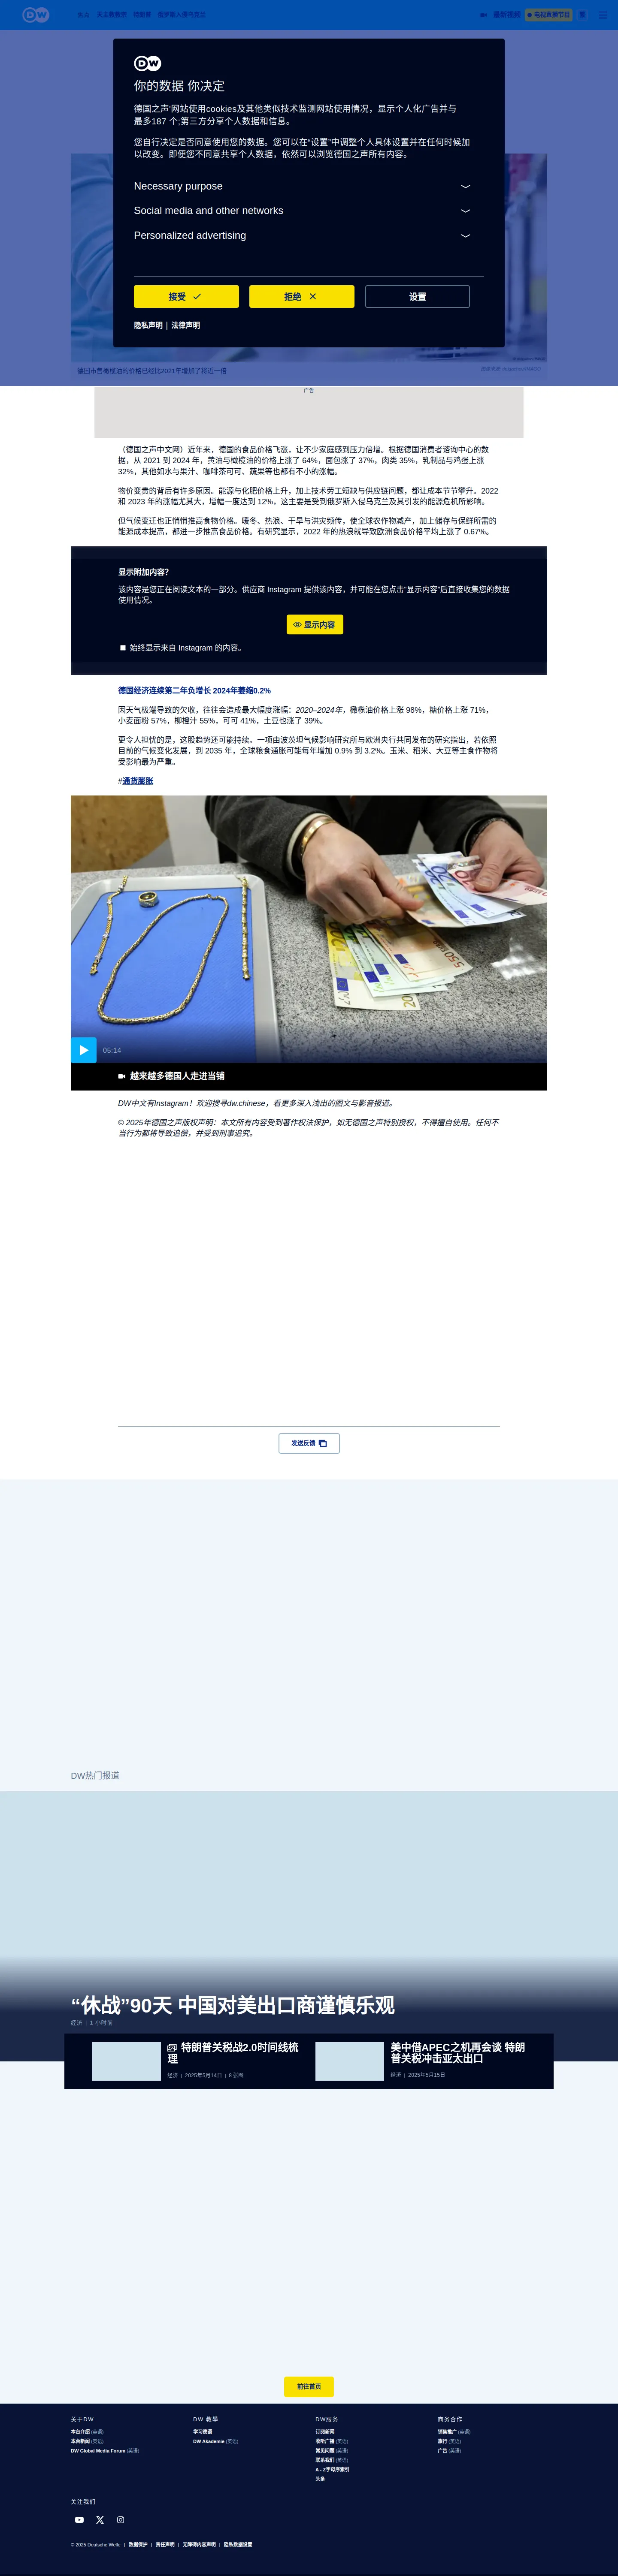 DW
最新视频
电视直播节目
DW
你的数据 你决定
德国之声'网站使用cookies及其他类似技术监测网站使用情况，显示个人化广告并与
最多187 个;第三方分享个人数据和信息。
您自行决定是否同意使用您的数据。您可以在“设置”中调整个人具体设置并在任何时候加
以改变。即便您不同意共享个人数据，依然可以浏览德国之声所有内容。
Necessary purpose
Social media and other networks
Personalized advertising
接受
拒绝
设置
隐私声明 | 法律声明
德国市售橄榄油的价格已经比2021年增加了将近一倍
广告
（德国之声中文网）近年来，德国的食品价格飞涨，让不少家庭感到压力倍增。根据德国消费者谘询中心的数
据，从 2021 到 2024 年，黄油与橄榄油的价格上涨了 64%，面包涨了 37%，肉类 35%，乳制品与鸡蛋上涨
32%，其他如水与果汁、咖啡茶可可、蔬果等也都有不小的涨幅。
物价变贵的背后有许多原因。能源与化肥价格上升，加上技术劳工短缺与供应链问题，都让成本节节攀升。2022
和 2023 年的涨幅尤其大，增幅一度达到 12%，这主要是受到俄罗斯入侵乌克兰及其引发的能源危机所影响。
但气候变迁也正悄悄推高食物价格。暖冬、热浪、干旱与洪灾频传，使全球农作物减产，加上储存与保鲜所需的
能源成本提高，都进一步推高食品价格。有研究显示，2022 年的热浪就导致欧洲食品价格平均上涨了 0.67%。
显示附加内容？
该内容是您正在阅读文本的一部分。供应商 Instagram 提供该内容，并可能在您点击“显示内容”后直接收集您的数据
使用情况。
显示内容
始终显示来自 Instagram 的内容。
德国经济连续第二年负增长 2024年萎缩0.2%
因天气极端导致的欠收，往往会造成最大幅度涨幅：2020–2024年，橄榄油价格上涨 98%，糖价格上涨 71%，
小麦面粉 57%，柳橙汁 55%，可可 41%，土豆也涨了 39%。
更令人担忧的是，这股趋势还可能持续。一项由波茨坦气候影响研究所与欧洲央行共同发布的研究指出，若依照
目前的气候变化发展，到 2035 年，全球粮食通胀可能每年增加 0.9% 到 3.2%。玉米、稻米、大豆等主食作物将
受影响最为严重。
#通货膨胀
05:14
越来越多德国人走进当铺
DW中文有Instagram！欢迎搜寻dw.chinese，看更多深入浅出的图文与影音报道。
© 2025年德国之声版权声明：本文所有内容受到著作权法保护，如无德国之声特别授权，不得擅自使用。任何不
当行为都将导致追偿，并受到刑事追究。
发送反馈
DW热门报道
“休战”90天 中国对美出口商谨慎乐观
经济 | 1 小时前
特朗普关税战2.0时间线梳
理
经济 | 2025年5月14日 | 8 张图
美中借APEC之机再会谈 特朗
普关税冲击亚太出口
经济 | 2025年5月15日
前往首页
关于DW
本台介绍 (英语)
本台新闻 (英语)
DW Global Media Forum (英语)
DW 教學
学习德语
DW Akademie (英语)
DW服务
订阅新闻
收听广播 (英语)
常见问题 (英语)
联系我们 (英语)
A - Z字母序索引
头条
商务合作
销售推广 (英语)
旅行 (英语)
广告 (英语)
关注我们
© 2025 Deutsche Welle | 数据保护 | 责任声明 | 无障碍内容声明 | 隐私数据设置